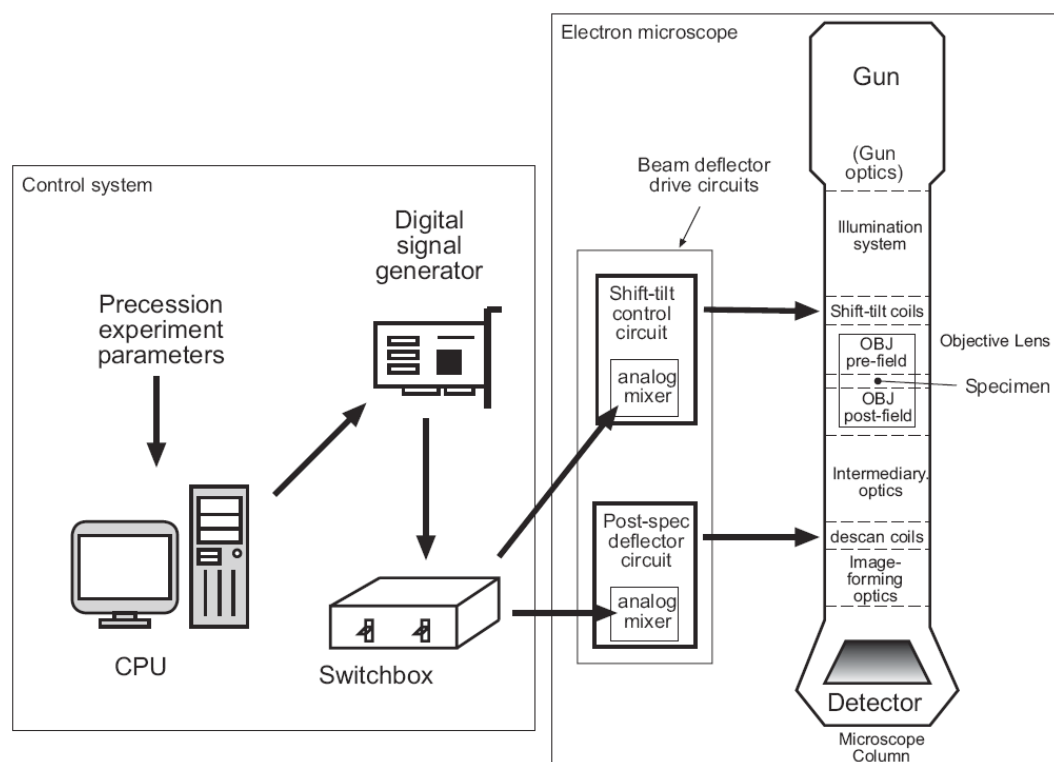 Electron microscope
Gun
(Gun
optics)
Beam deflector
drive circuits
Control system
Digital
signal
generator
Illumination
system
Precession
experiment
parameters
Shift-tilt
control
circuit
analog
mixer
Shift-tilt coils
OBJ
pre-field
Objective Lens
Specimen
OBJ
post-field
Intermediary.
optics
Post-spec
deflector
circuit
analog
mixer
descan coils
Image-
forming
optics
CPU
Switchbox
Detector
Microscope
Column